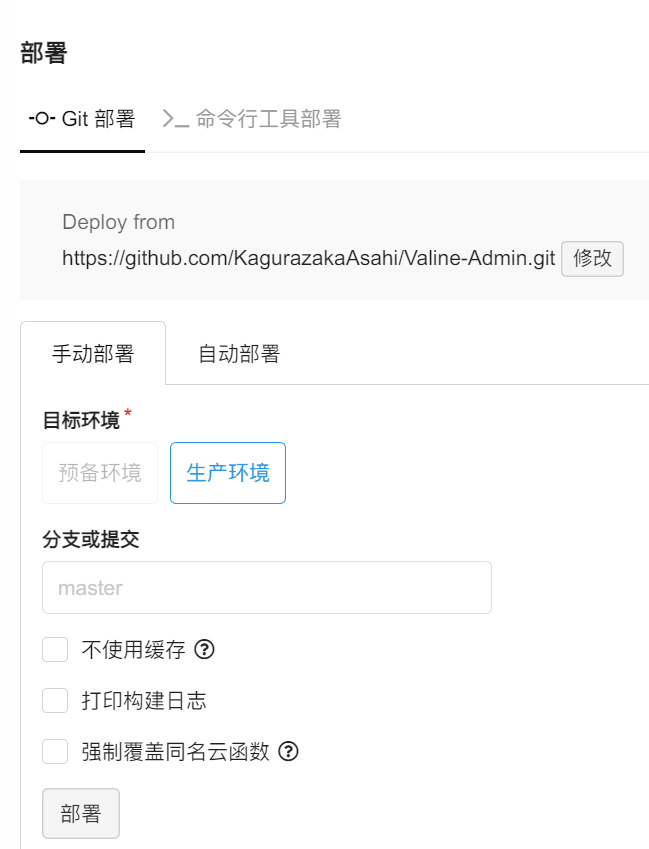 部署
Git 部署 命令行工具部署
Deploy from
https://github.com/KagurazakaAsahi/Valine-Admin.git 修改
手动部署 自动部署
目标环境*
预备环境 生产环境
分支或提交
master
不使用缓存 ?
打印构建日志
强制覆盖同名云函数 ?
部署